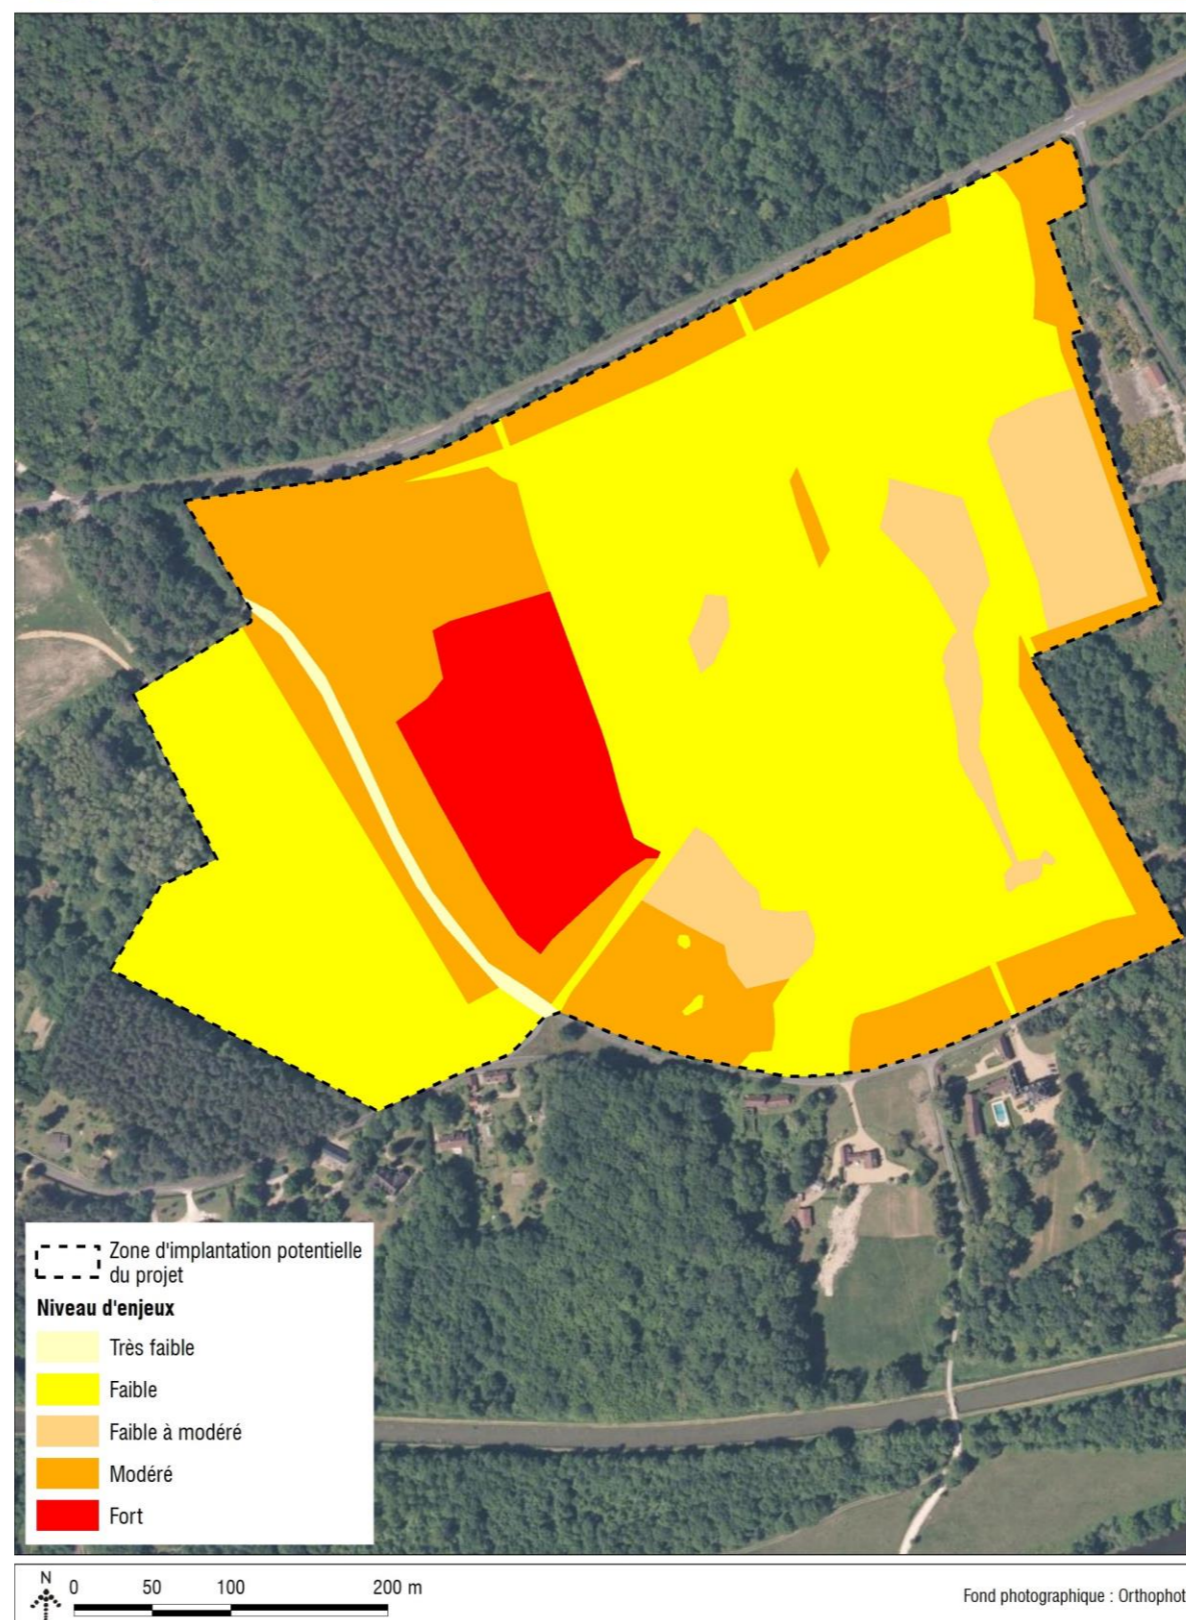 Zone d'implantation potentielle
du projet
Niveau d'enjeux
Très faible
Faible
Faible à modéré
Modéré
Fort
N
0 50 100 200 m
Fond photographique : Orthophot